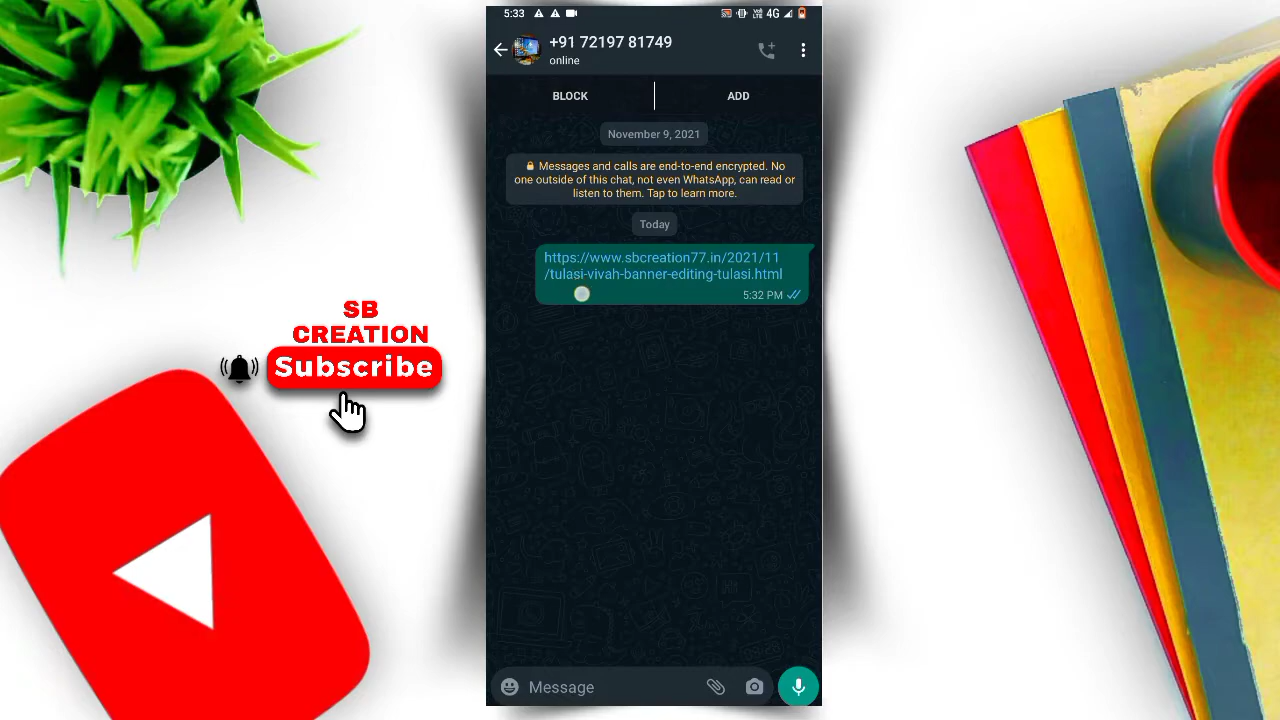 5:33
4G
+91 72197 81749
online
BLOCK
ADD
November 9, 2021
Messages and calls are end-to-end encrypted. No
one outside of this chat, not even WhatsApp, can read or
listen to them. Tap to learn more.
Today
https://www.sbcreation77.in/2021/11
/tulasi-vivah-banner-editing-tulasi.html
5:32 PM
SB
CREATION
Subscribe
Message